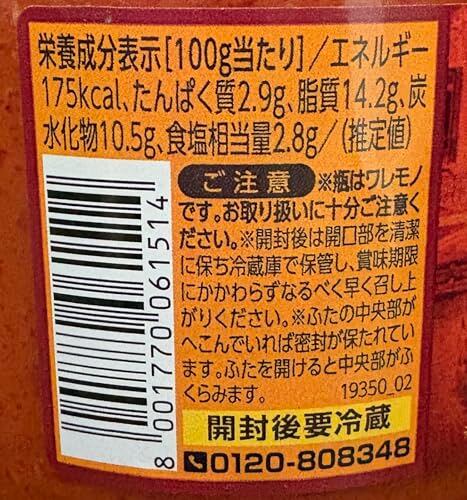 栄養成分表示[100g当たり]/エネルギー
175kcal、たんぱく質2.9g、脂質14.2g、炭
水化物10.5g、食塩相当量2.8g/(推定値)
ご注意 ※瓶はワレモノ
です。お取り扱いに十分ご注意く
ださい。※開封後は開口部を清潔
に保ち冷蔵庫で保管し、賞味期限
にかかわらずなるべく早く召し上
がりください。※ふたの中央部が
へこんでいれば密封が保たれてい
ます。ふたを開けると中央部がふ
くらみます。 19350_02
8 001770 061514
開封後要冷蔵
0120-808348